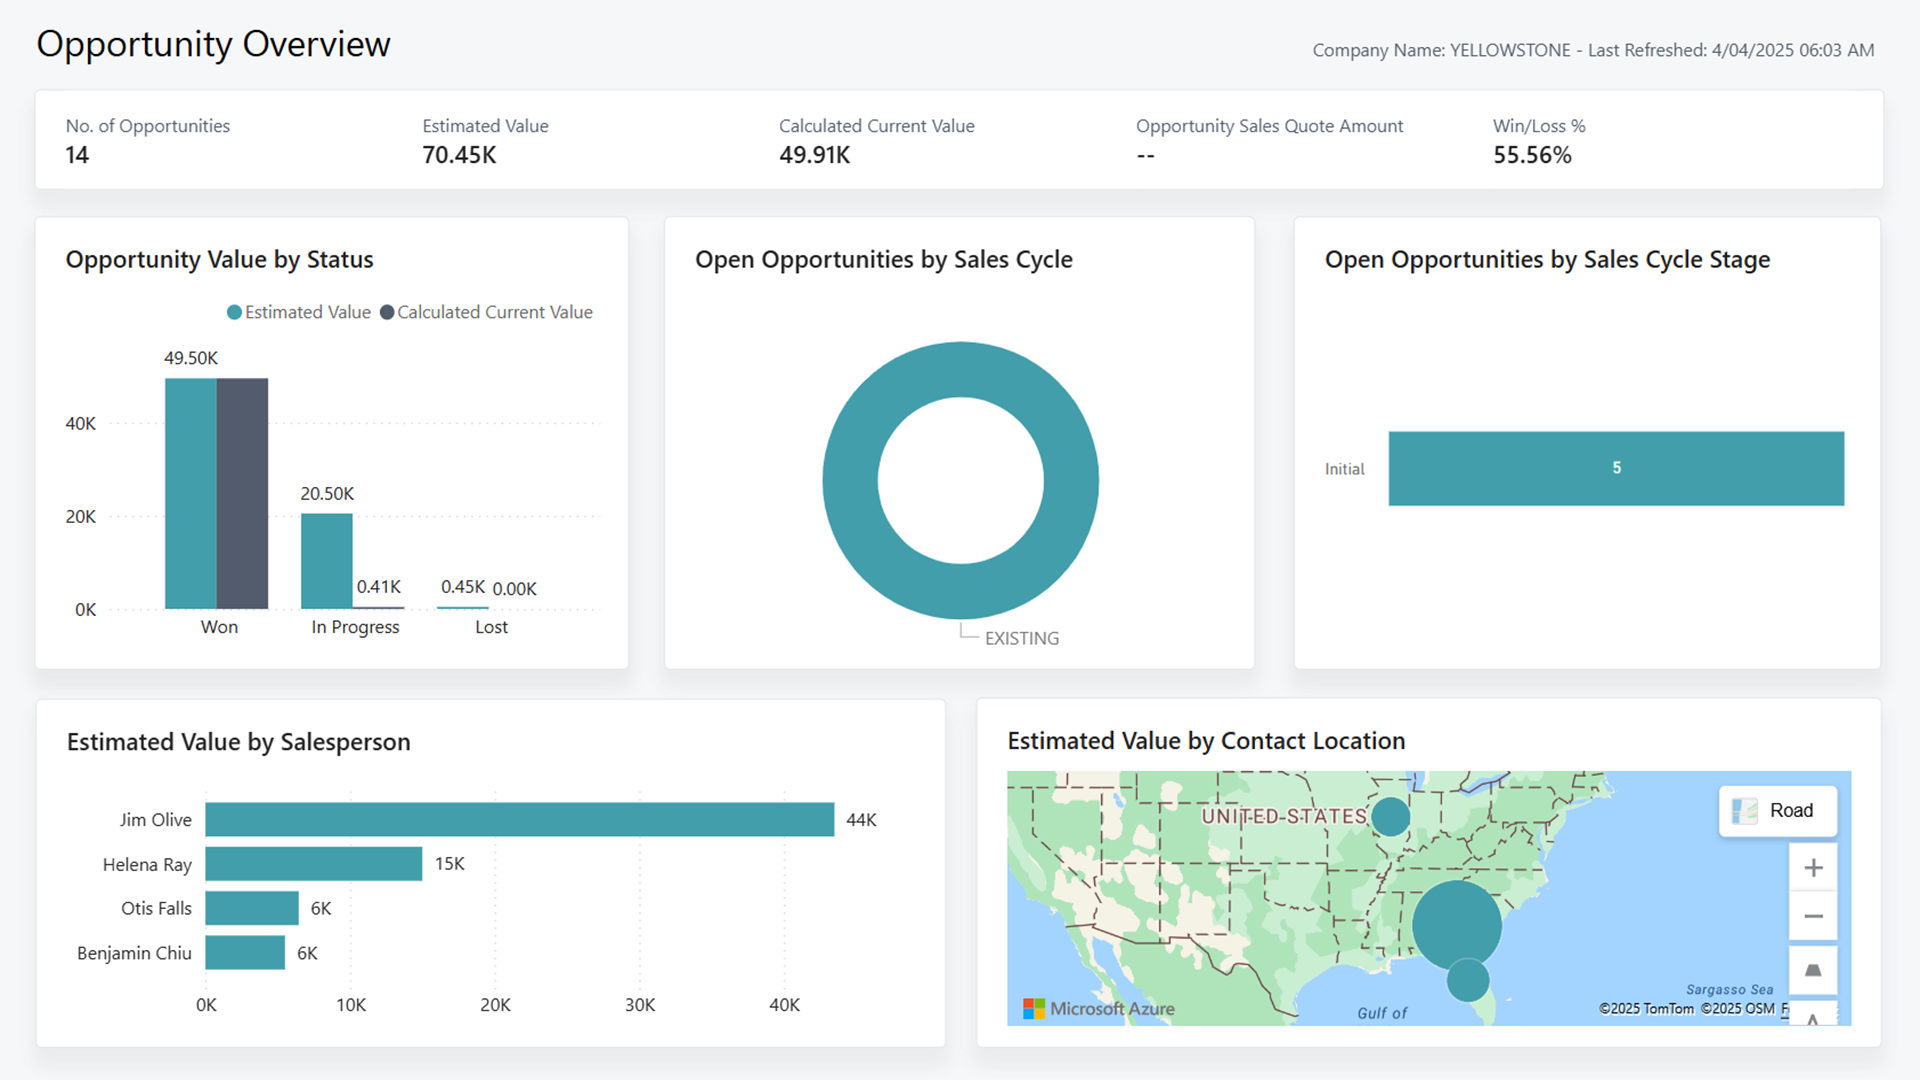 Opportunity Overview
Company Name: YELLOWSTONE - Last Refreshed: 4/04/2025 06:03 AM
No. of Opportunities
14
Estimated Value
70.45K
Calculated Current Value
49.91K
Opportunity Sales Quote Amount
--
Win/Loss %
55.56%
Opportunity Value by Status
Estimated Value Calculated Current Value
49.50K
40K
20.50K
20K
0.41K
0.45K
0.00K
0K
Won
In Progress
Lost
Open Opportunities by Sales Cycle
EXISTING
Open Opportunities by Sales Cycle Stage
Initial
5
Estimated Value by Salesperson
Jim Olive
44K
Helena Ray
15K
Otis Falls
6K
Benjamin Chiu
6K
0K
10K
20K
30K
40K
Estimated Value by Contact Location
UNITED STATES
Road
Sargasso Sea
Microsoft Azure
Gulf of
©2025 TomTom ©2025 OSM